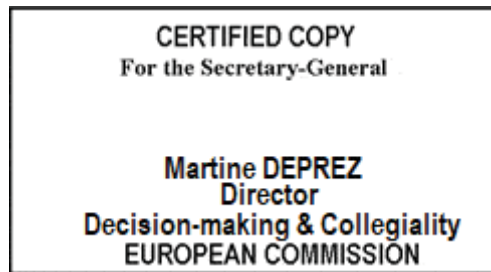 CERTIFIED COPY
For the Secretary-General
Martine DEPREZ
Director
Decision-making & Collegiality
EUROPEAN COMMISSION